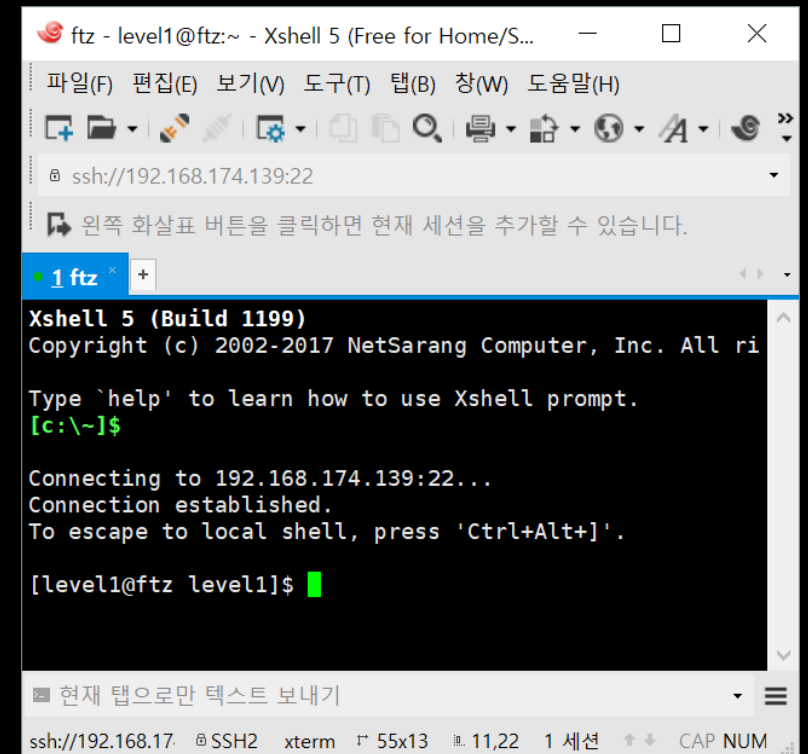 ftz - level1@ftz:~ - Xshell 5 (Free for Home/S...
파일(F) 편집(E) 보기(V) 도구(T) 탭(B) 창(W) 도움말(H)
ssh://192.168.174.139:22
왼쪽 화살표 버튼을 클릭하면 현재 세션을 추가할 수 있습니다.
1 ftz × +
Xshell 5 (Build 1199)
Copyright (c) 2002-2017 NetSarang Computer, Inc. All ri
Type `help' to learn how to use Xshell prompt.
[c:\~]$
Connecting to 192.168.174.139:22...
Connection established.
To escape to local shell, press 'Ctrl+Alt+]'.
[level1@ftz level1]$
현재 탭으로만 텍스트 보내기
ssh://192.168.17 SSH2 xterm 55x13 11,22 1 세션 CAP NUM